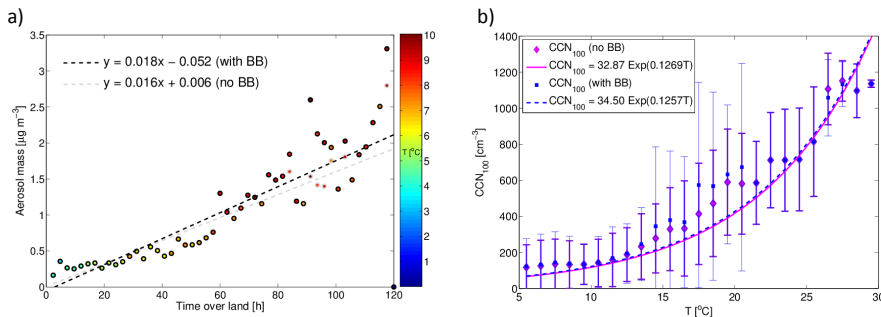 a)
y = 0.018x − 0.052 (with BB)
y = 0.016x + 0.006 (no BB)
Aerosol mass [µg m⁻³]
3.5
3
2.5
2
1.5
1
0.5
0
0 20 40 60 80 100 120
Time over land [h]
10
9
8
7
6
5
4
3
2
1
T [°C]
b)
CCN₁₀₀ (no BB)
CCN₁₀₀ = 32.87 Exp(0.1269T)
CCN₁₀₀ (with BB)
CCN₁₀₀ = 34.50 Exp(0.1257T)
CCN₁₀₀ [cm⁻³]
1400
1200
1000
800
600
400
200
0
5 10 15 20 25 30
T [°C]